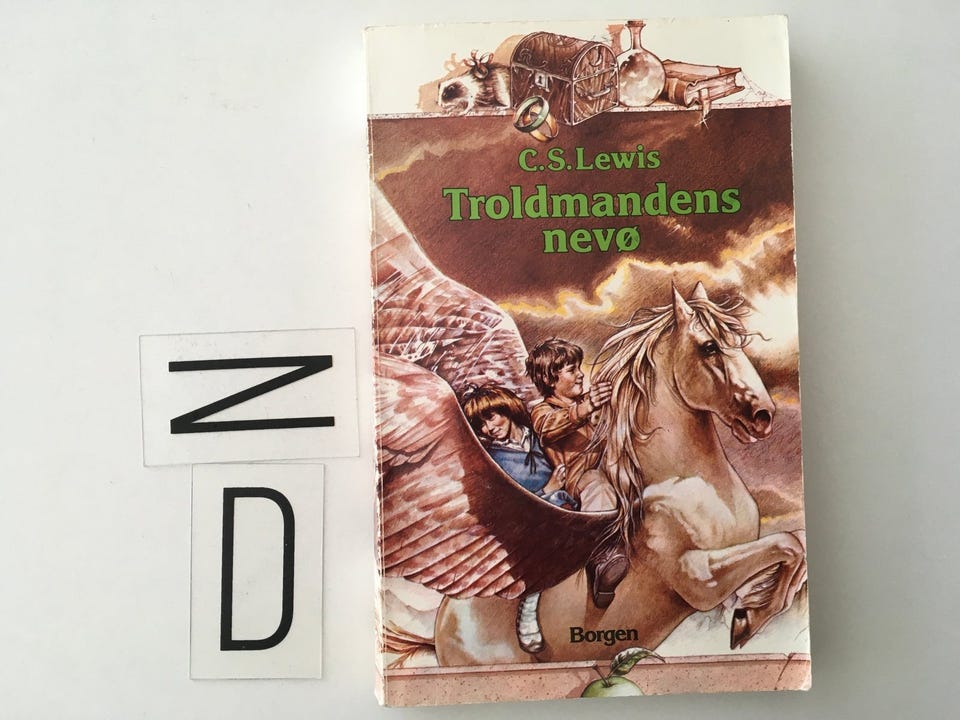 C.S.Lewis
Troldmandens
nevø
N
D
Borgen